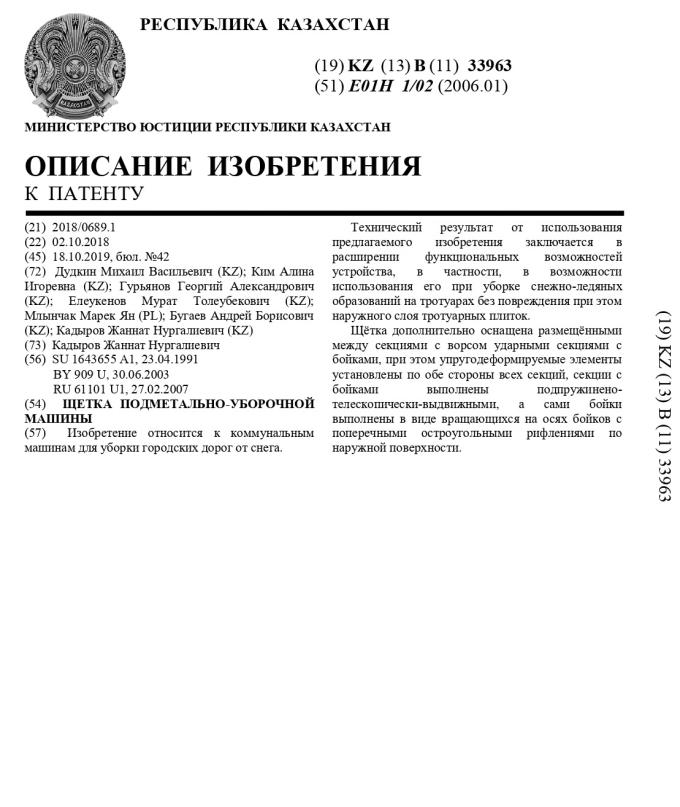 РЕСПУБЛИКА КАЗАХСТАН
(19) KZ (13) B (11) 33963
(51) E01H 1/02 (2006.01)
КАЗАКСТАН
МИНИСТЕРСТВО ЮСТИЦИИ РЕСПУБЛИКИ КАЗАХСТАН
ОПИСАНИЕ ИЗОБРЕТЕНИЯ
К ПАТЕНТУ
(21) 2018/0689.1
(22) 02.10.2018
(45) 18.10.2019, бюл. №42
(72) Дудкин Михаил Васильевич (KZ); Ким Алина
Игоревна (KZ); Гурьянов Георгий Александрович
(KZ); Елеукенов Мурат Толеубекович (KZ);
Млынчак Марек Ян (PL); Бугаев Андрей Борисович
(KZ); Кадыров Жаннат Нургалиевич (KZ)
(73) Кадыров Жаннат Нургалиевич
(56) SU 1643655 A1, 23.04.1991
BY 909 U, 30.06.2003
RU 61101 U1, 27.02.2007
(54) ЩЕТКА ПОДМЕТАЛЬНО-УБОРОЧНОЙ
МАШИНЫ
(57) Изобретение относится к коммунальным
машинам для уборки городских дорог от снега.
Технический результат от использования
предлагаемого изобретения заключается в
расширении функциональных возможностей
устройства, в частности, в возможности
использования его при уборке снежно-ледяных
образований на тротуарах без повреждения при этом
наружного слоя тротуарных плиток.
Щётка дополнительно оснащена размещёнными
между секциями с ворсом ударными секциями с
бойками, при этом упругодеформируемые элементы
установлены по обе стороны всех секций, секции с
бойками выполнены подпружинено-
телескопически-выдвижными, а сами бойки
выполнены в виде вращающихся на осях бойков с
поперечными остроугольными рифлениями по
наружной поверхности.
(19) KZ (13) B (11) 33963